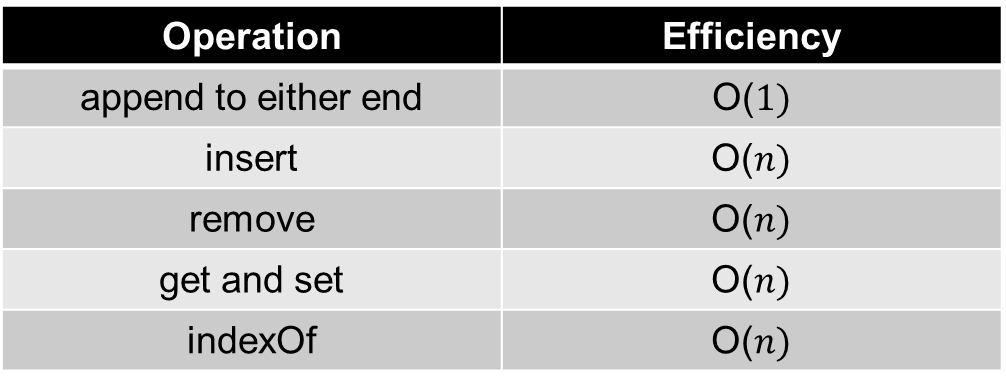 Operation Efficiency
append to either end O(1)
insert O(n)
remove O(n)
get and set O(n)
indexOf O(n)